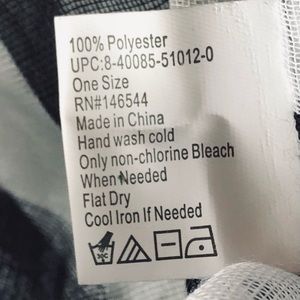 100% Polyester
UPC:8-40085-51012-0
One Size
RN#146544
Made in China
Hand wash cold
Only non-chlorine Bleach
When Needed
Flat Dry
Cool Iron If Needed
30C